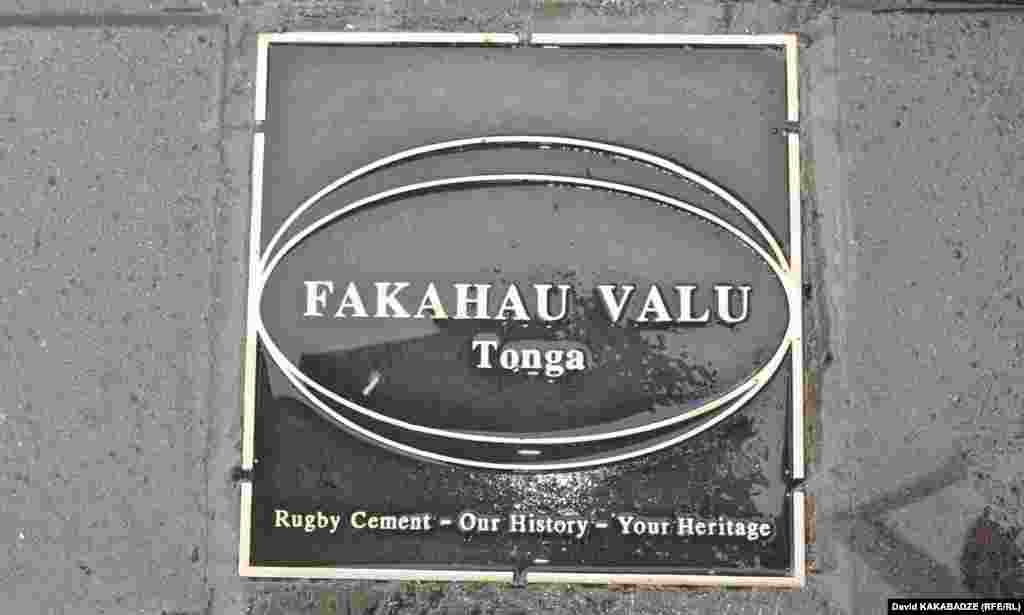 FAKAHAU VALU
Tonga
Rugby Cement – Our History – Your Heritage
David KAKABADZE (RFE/RL)